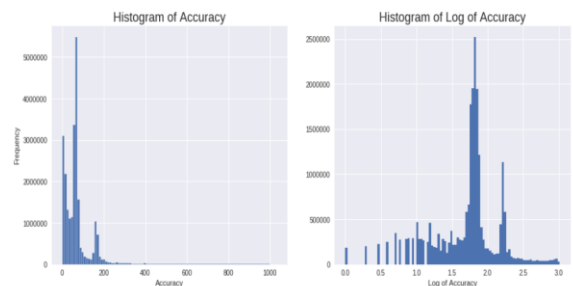 Histogram of Accuracy
Frequency
5000000
4000000
3000000
2000000
1000000
0
0 200 400 600 800 1000
Accuracy
Histogram of Log of Accuracy
2500000
2000000
1500000
1000000
500000
0
0.0 0.5 1.0 1.5 2.0 2.5 3.0
Log of Accuracy